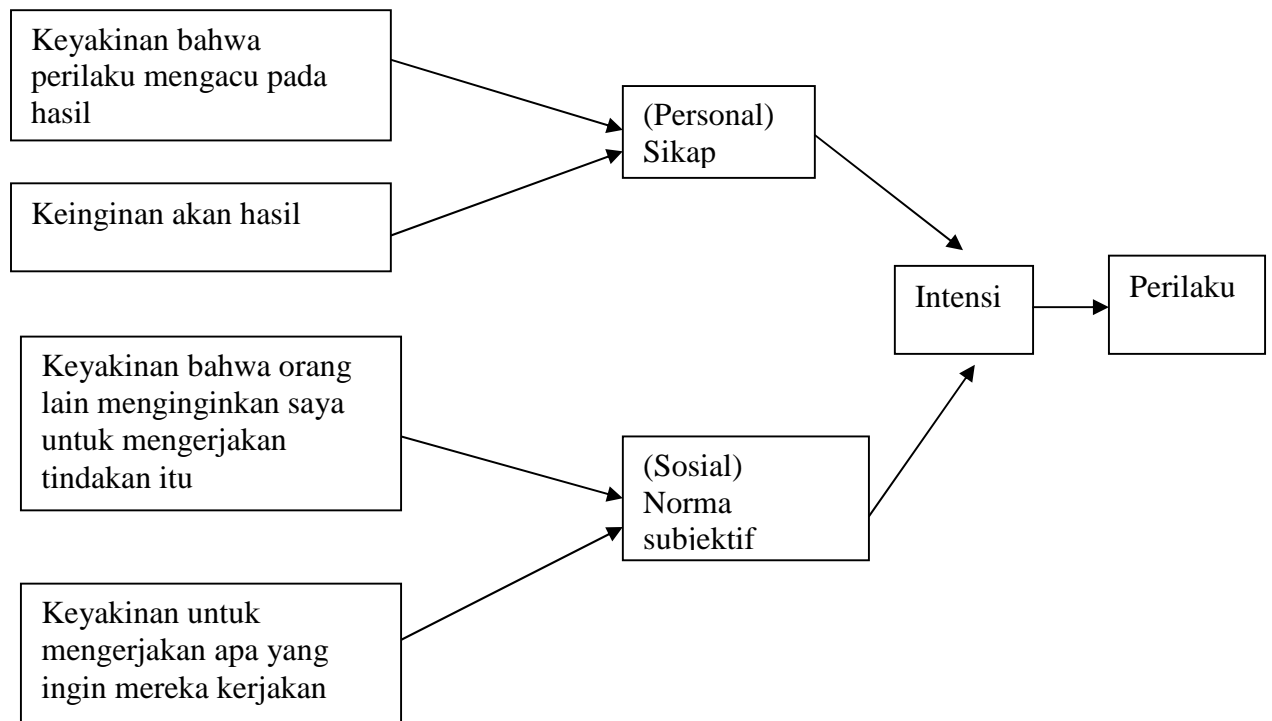 Keyakinan bahwa
perilaku mengacu pada
hasil
Keinginan akan hasil
(Personal)
Sikap
Intensi
Perilaku
Keyakinan bahwa orang
lain menginginkan saya
untuk mengerjakan
tindakan itu
(Sosial)
Norma
subjektif
Keyakinan untuk
mengerjakan apa yang
ingin mereka kerjakan